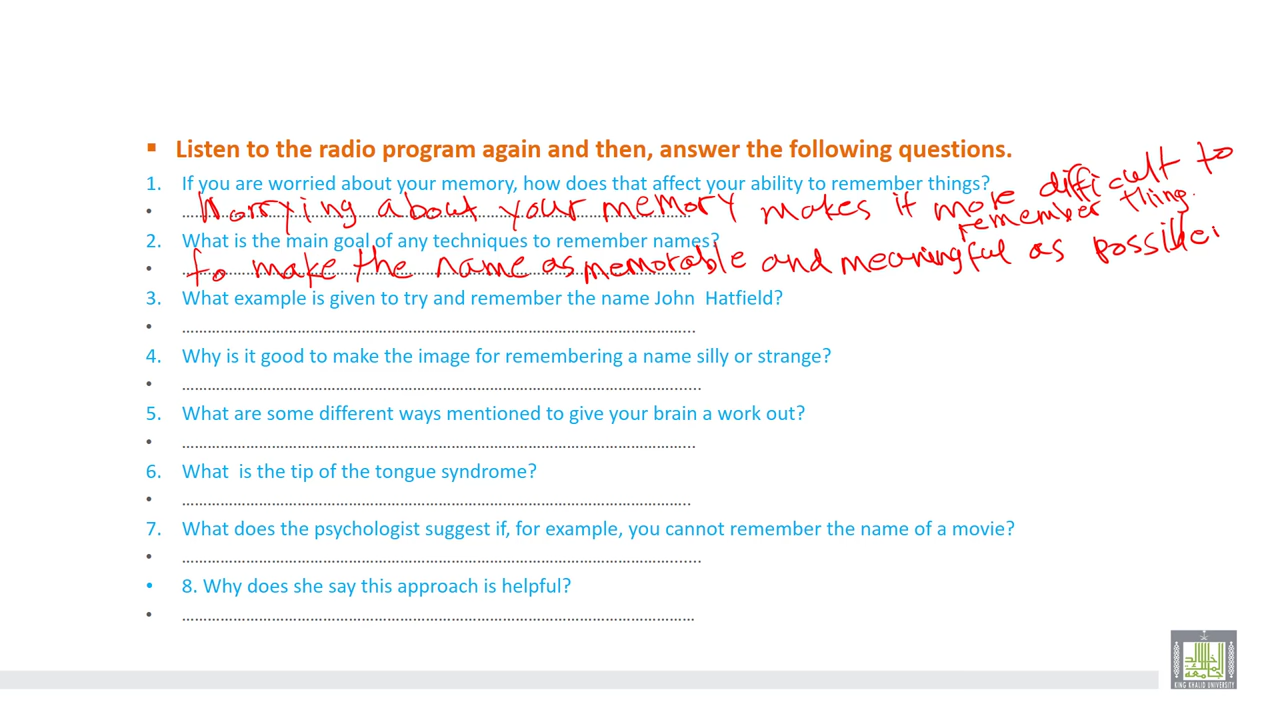 ▪ Listen to the radio program again and then, answer the following questions.
1. If you are worried about your memory, how does that affect your ability to remember things?
• Worrying about your memory makes it more difficult to
remember thing.
2. What is the main goal of any techniques to remember names?
• to make the name as memorable and meaningful as possible.
3. What example is given to try and remember the name John Hatfield?
• ……………………………………………………………………………………..
4. Why is it good to make the image for remembering a name silly or strange?
• ……………………………………………………………………………………......
5. What are some different ways mentioned to give your brain a work out?
• ……………………………………………………………………………………..
6. What is the tip of the tongue syndrome?
• …………………………………………………………………………………….
7. What does the psychologist suggest if, for example, you cannot remember the name of a movie?
• ……………………………………………………………………………………......
• 8. Why does she say this approach is helpful?
• ………………………………………………………………………………………
KING KHALID UNIVERSITY